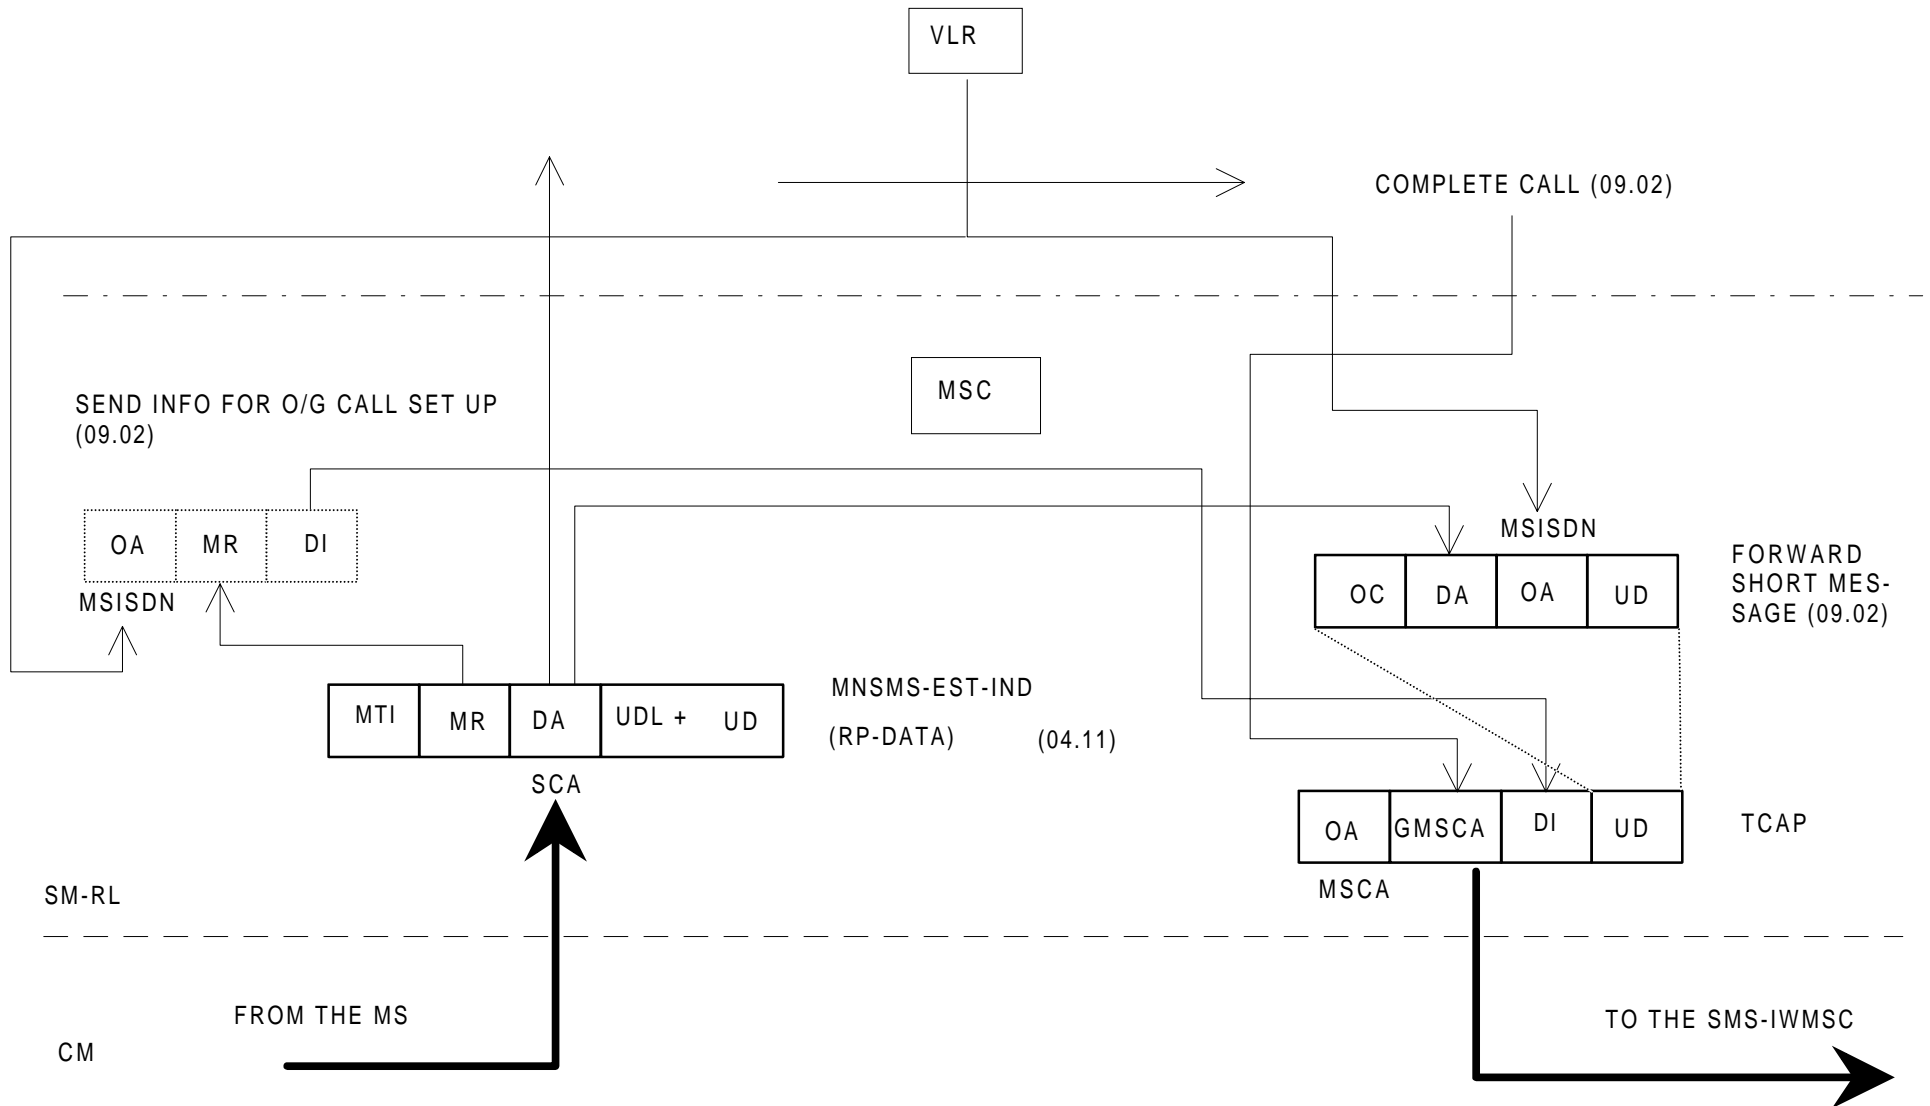 VLR
COMPLETE CALL (09.02)
MSC
SEND INFO FOR O/G CALL SET UP
(09.02)
OA MR DI
MSISDN
MSISDN
OC DA OA UD
FORWARD
SHORT MES-
SAGE (09.02)
MTI MR DA UDL + UD
MNSMS-EST-IND
(RP-DATA) (04.11)
SCA
OA GMSCA DI UD
TCAP
MSCA
SM-RL
FROM THE MS
TO THE SMS-IWMSC
CM